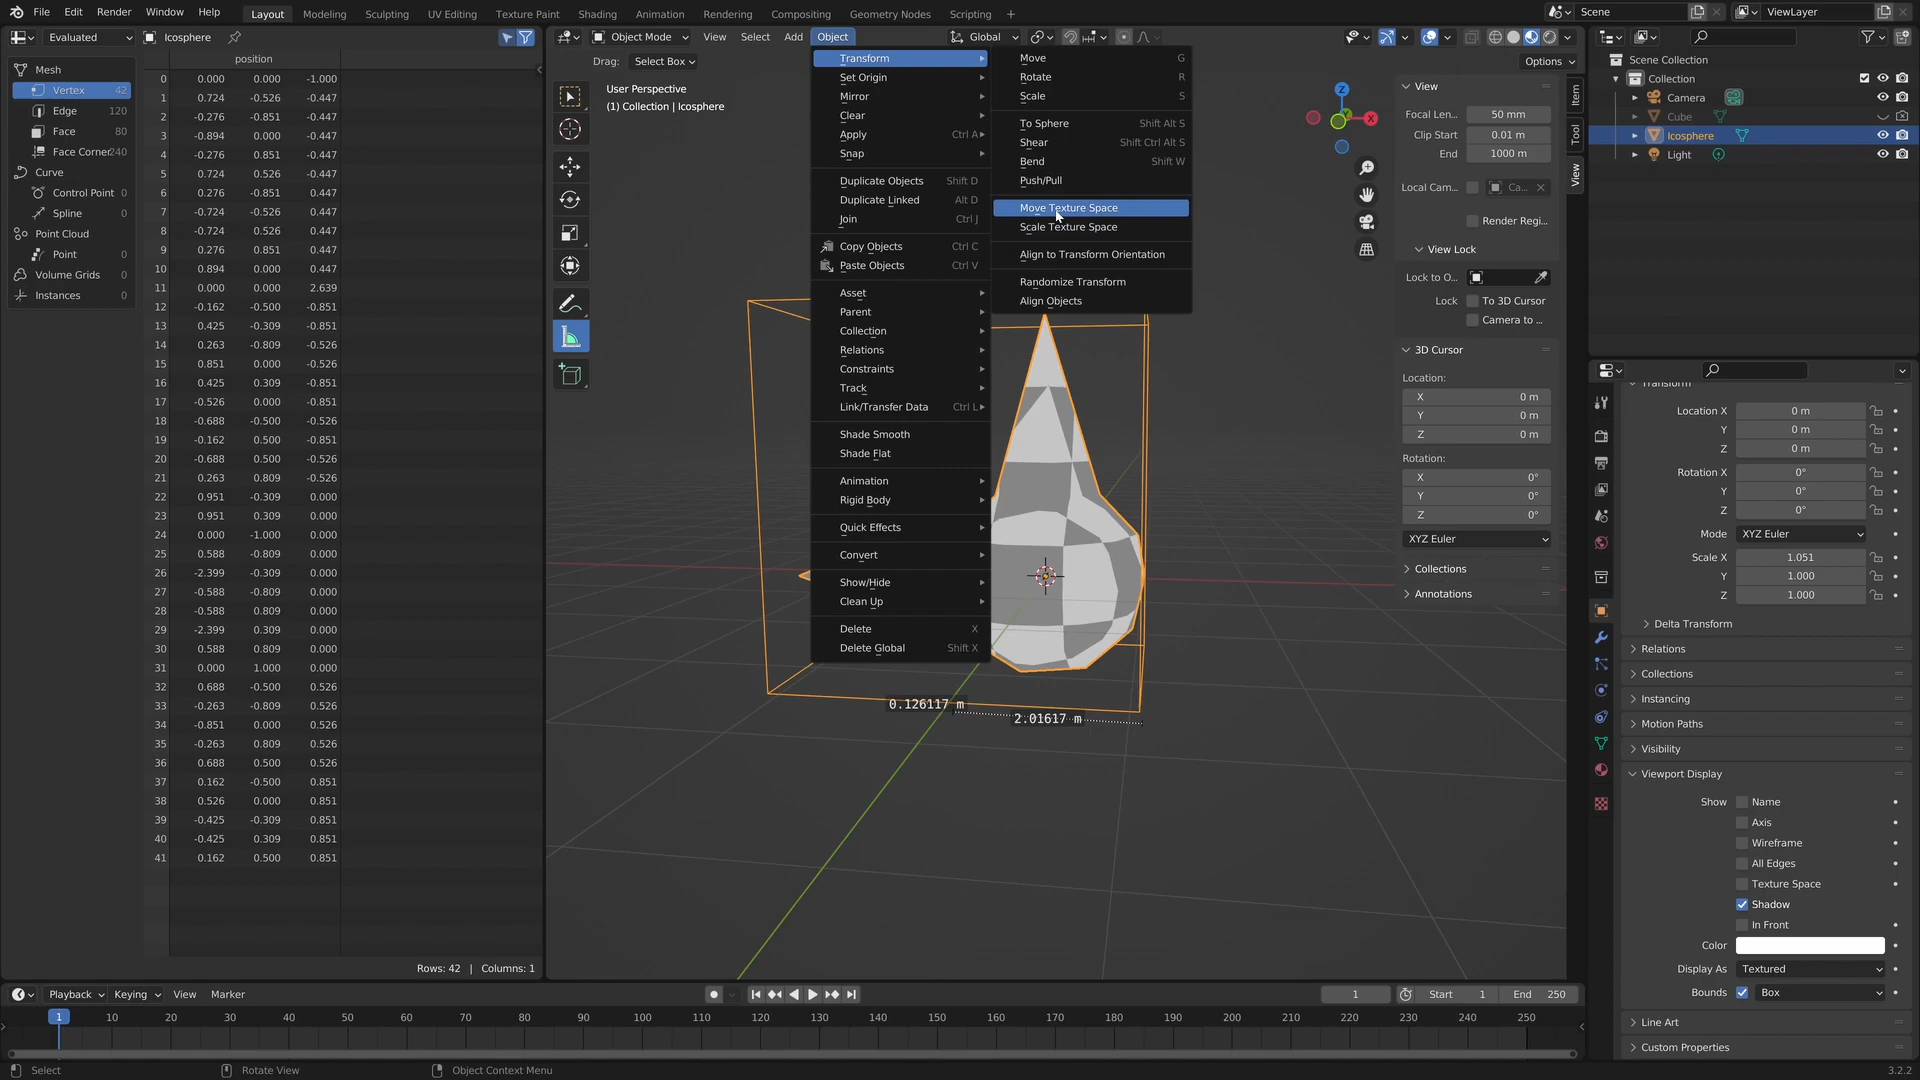 File Edit Render Window Help Layout Modeling Sculpting UV Editing Texture Paint Shading Animation Rendering Compositing Geometry Nodes Scripting + Scene ViewLayer
Evaluated Icosphere
Object Mode View Select Add Object Global
Drag: Select Box Options
position
Mesh
Vertex 42
Edge 120
Face 80
Face Corner 240
Curve
Control Point 0
Spline 0
Point Cloud
Point 0
Volume Grids 0
Instances 0
0 0.000 0.000 -1.000
1 0.724 -0.526 -0.447
2 -0.276 -0.851 -0.447
3 -0.894 0.000 -0.447
4 -0.276 0.851 -0.447
5 0.724 0.526 -0.447
6 0.276 -0.851 0.447
7 -0.724 -0.526 0.447
8 -0.724 0.526 0.447
9 0.276 0.851 0.447
10 0.894 0.000 0.447
11 0.000 0.000 2.639
12 -0.162 -0.500 -0.851
13 0.425 -0.309 -0.851
14 0.263 -0.809 -0.526
15 0.851 0.000 -0.526
16 0.425 0.309 -0.851
17 -0.526 0.000 -0.851
18 -0.688 -0.500 -0.526
19 -0.162 0.500 -0.851
20 -0.688 0.500 -0.526
21 0.263 0.809 -0.526
22 0.951 -0.309 0.000
23 0.951 0.309 0.000
24 0.000 -1.000 0.000
25 0.588 -0.809 0.000
26 -2.399 -0.309 0.000
27 -0.588 -0.809 0.000
28 -0.588 0.809 0.000
29 -2.399 0.309 0.000
30 0.588 0.809 0.000
31 0.000 1.000 0.000
32 0.688 -0.500 0.526
33 -0.263 -0.809 0.526
34 -0.851 0.000 0.526
35 -0.263 0.809 0.526
36 0.688 0.500 0.526
37 0.162 -0.500 0.851
38 0.526 0.000 0.851
39 -0.425 -0.309 0.851
40 -0.425 0.309 0.851
41 0.162 0.500 0.851
Rows: 42 | Columns: 1
User Perspective
(1) Collection | Icosphere
Transform
Set Origin
Mirror
Clear
Apply Ctrl A
Snap
Duplicate Objects Shift D
Duplicate Linked Alt D
Join Ctrl J
Copy Objects Ctrl C
Paste Objects Ctrl V
Asset
Parent
Collection
Relations
Constraints
Track
Link/Transfer Data Ctrl L
Shade Smooth
Shade Flat
Animation
Rigid Body
Quick Effects
Convert
Show/Hide
Clean Up
Delete X
Delete Global Shift X
Move G
Rotate R
Scale S
To Sphere Shift Alt S
Shear Shift Ctrl Alt S
Bend Shift W
Push/Pull
Move Texture Space
Scale Texture Space
Align to Transform Orientation
Randomize Transform
Align Objects
0.126117 m
2.01617 m
Z
X
View
Focal Len... 50 mm
Clip Start 0.01 m
End 1000 m
Local Cam... Ca...
Render Regi...
View Lock
Lock to O...
Lock To 3D Cursor
Camera to ...
3D Cursor
Location:
X 0 m
Y 0 m
Z 0 m
Rotation:
X 0°
Y 0°
Z 0°
XYZ Euler
Collections
Annotations
Item
Tool
View
Scene Collection
Collection
Camera
Cube
Icosphere
Light
Transform
Location X 0 m
Y 0 m
Z 0 m
Rotation X 0°
Y 0°
Z 0°
Mode XYZ Euler
Scale X 1.051
Y 1.000
Z 1.000
Delta Transform
Relations
Collections
Instancing
Motion Paths
Visibility
Viewport Display
Show Name
Axis
Wireframe
All Edges
Texture Space
Shadow
In Front
Color
Display As Textured
Bounds Box
Line Art
Custom Properties
Playback Keying View Marker 1 Start 1 End 250
1 10 20 30 40 50 60 70 80 90 100 110 120 130 140 150 160 170 180 190 200 210 220 230 240 250
Select Rotate View Object Context Menu 3.2.2